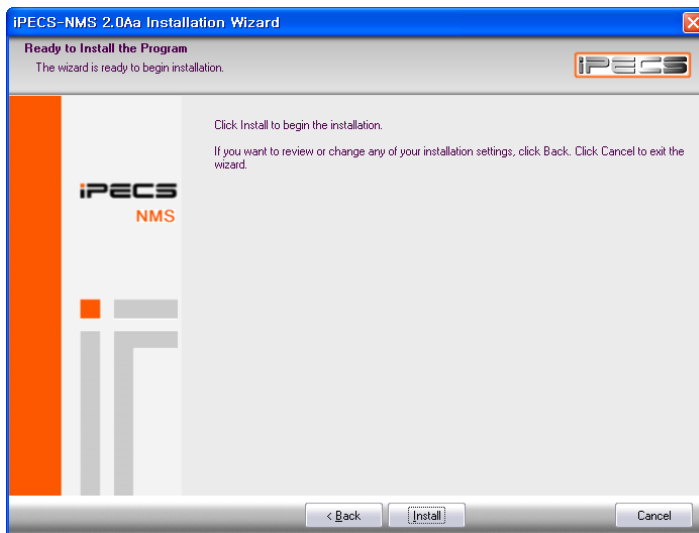 iPECS-NMS 2.0Aa Installation Wizard
Ready to Install the Program
The wizard is ready to begin installation.
iPECS
Click Install to begin the installation.
If you want to review or change any of your installation settings, click Back. Click Cancel to exit the
wizard.
iPECS
NMS
< Back
Install
Cancel